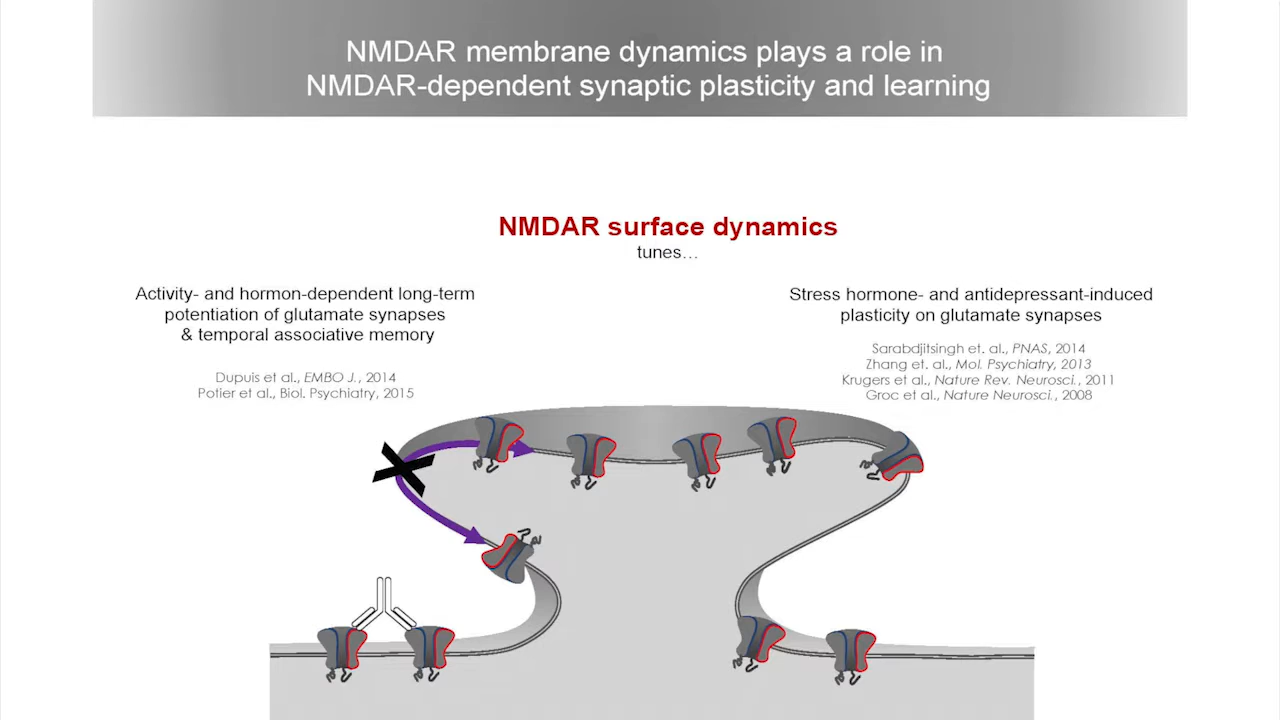 NMDAR membrane dynamics plays a role in
NMDAR-dependent synaptic plasticity and learning
NMDAR surface dynamics
tunes…
Activity- and hormon-dependent long-term
potentiation of glutamate synapses
& temporal associative memory
Dupuis et al., EMBO J., 2014
Potier et al., Biol. Psychiatry, 2015
Stress hormone- and antidepressant-induced
plasticity on glutamate synapses
Sarabdjitsingh et. al., PNAS, 2014
Zhang et. al., Mol. Psychiatry, 2013
Krugers et al., Nature Rev. Neurosci., 2011
Groc et al., Nature Neurosci., 2008